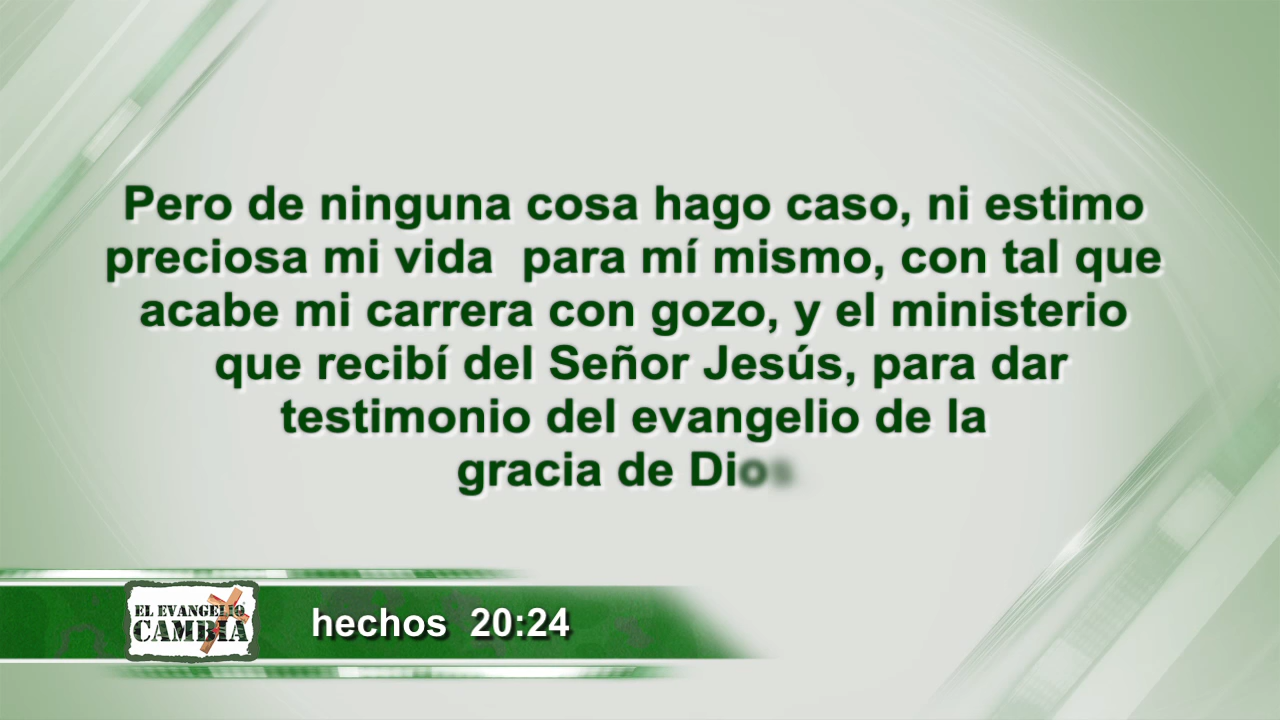 Pero de ninguna cosa hago caso, ni estimo
preciosa mi vida  para mí mismo, con tal que
acabe mi carrera con gozo, y el ministerio
que recibí del Señor Jesús, para dar
testimonio del evangelio de la
gracia de Dios
EL EVANGELIO
CAMBIA
hechos  20:24